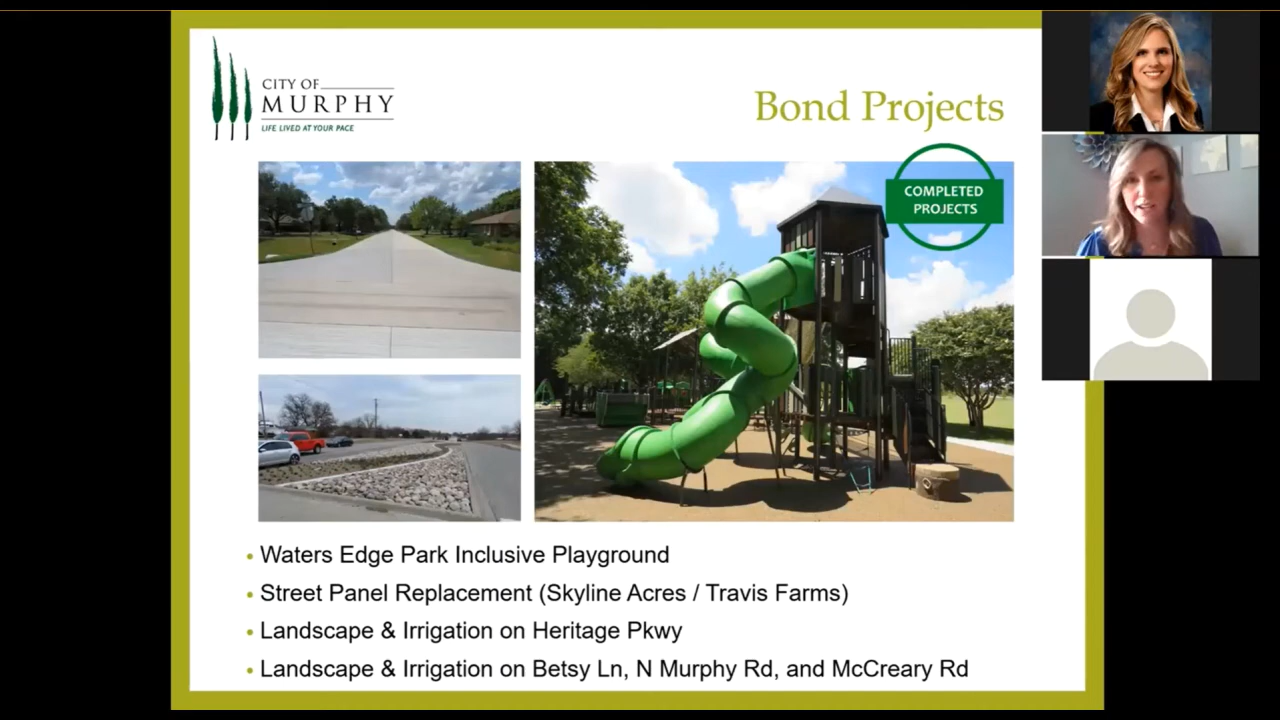 CITY OF
MURPHY
LIFE LIVED AT YOUR PACE
Bond Projects
COMPLETED
PROJECTS
• Waters Edge Park Inclusive Playground
• Street Panel Replacement (Skyline Acres / Travis Farms)
• Landscape & Irrigation on Heritage Pkwy
• Landscape & Irrigation on Betsy Ln, N Murphy Rd, and McCreary Rd